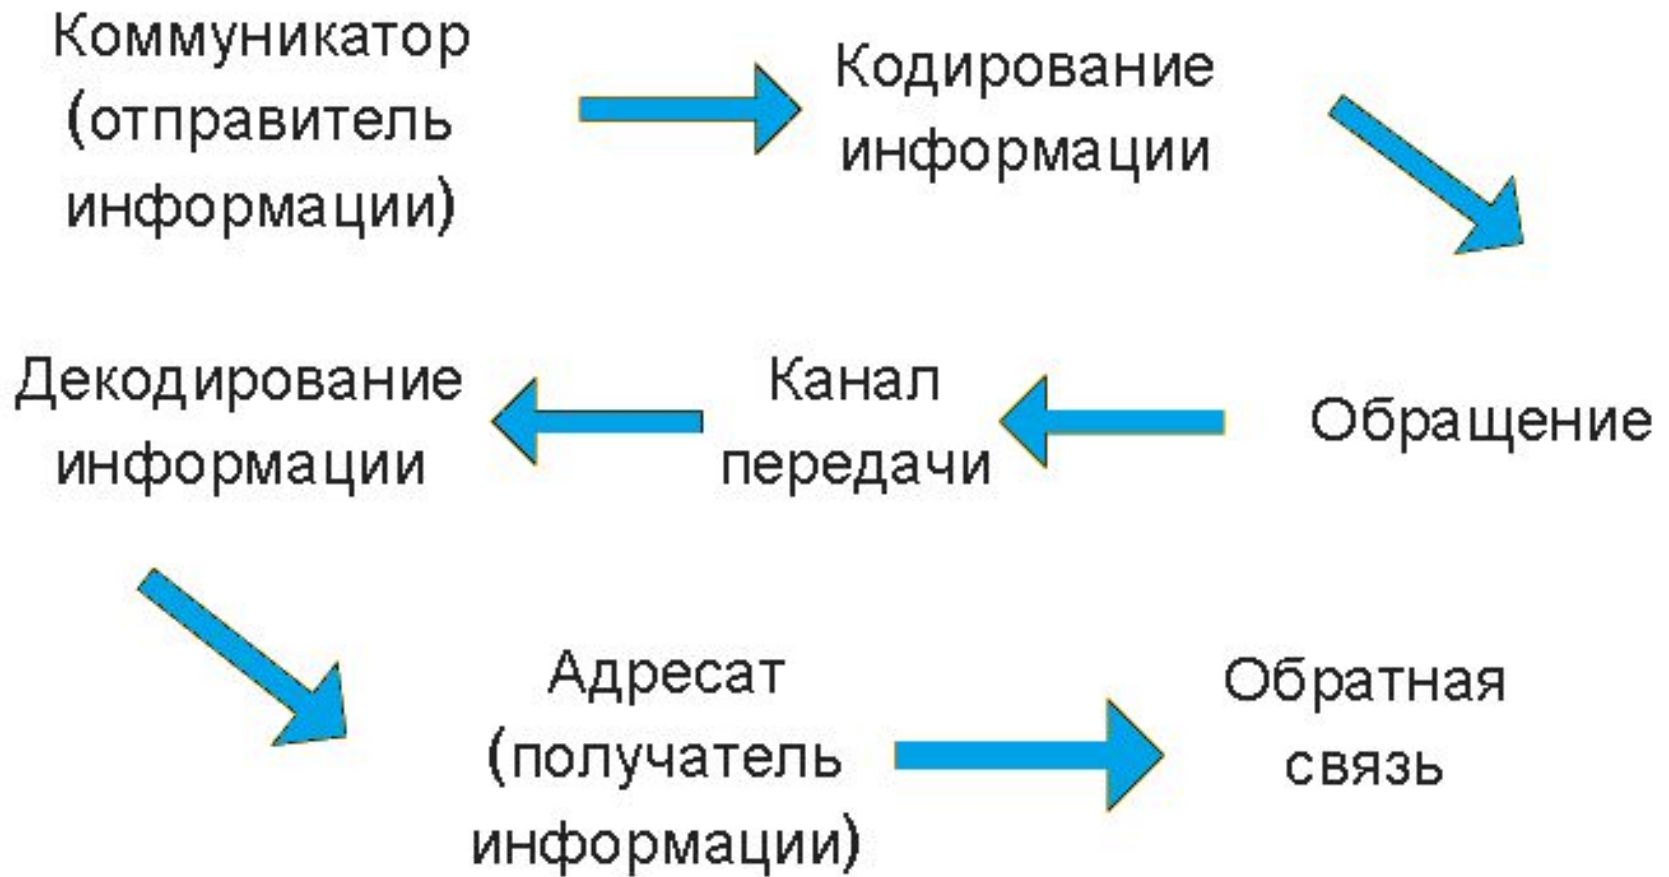 Коммуникатор
(отправитель
информации)
Кодирование
информации
Обращение
Канал
передачи
Декодирование
информации
Адресат
(получатель
информации)
Обратная
связь